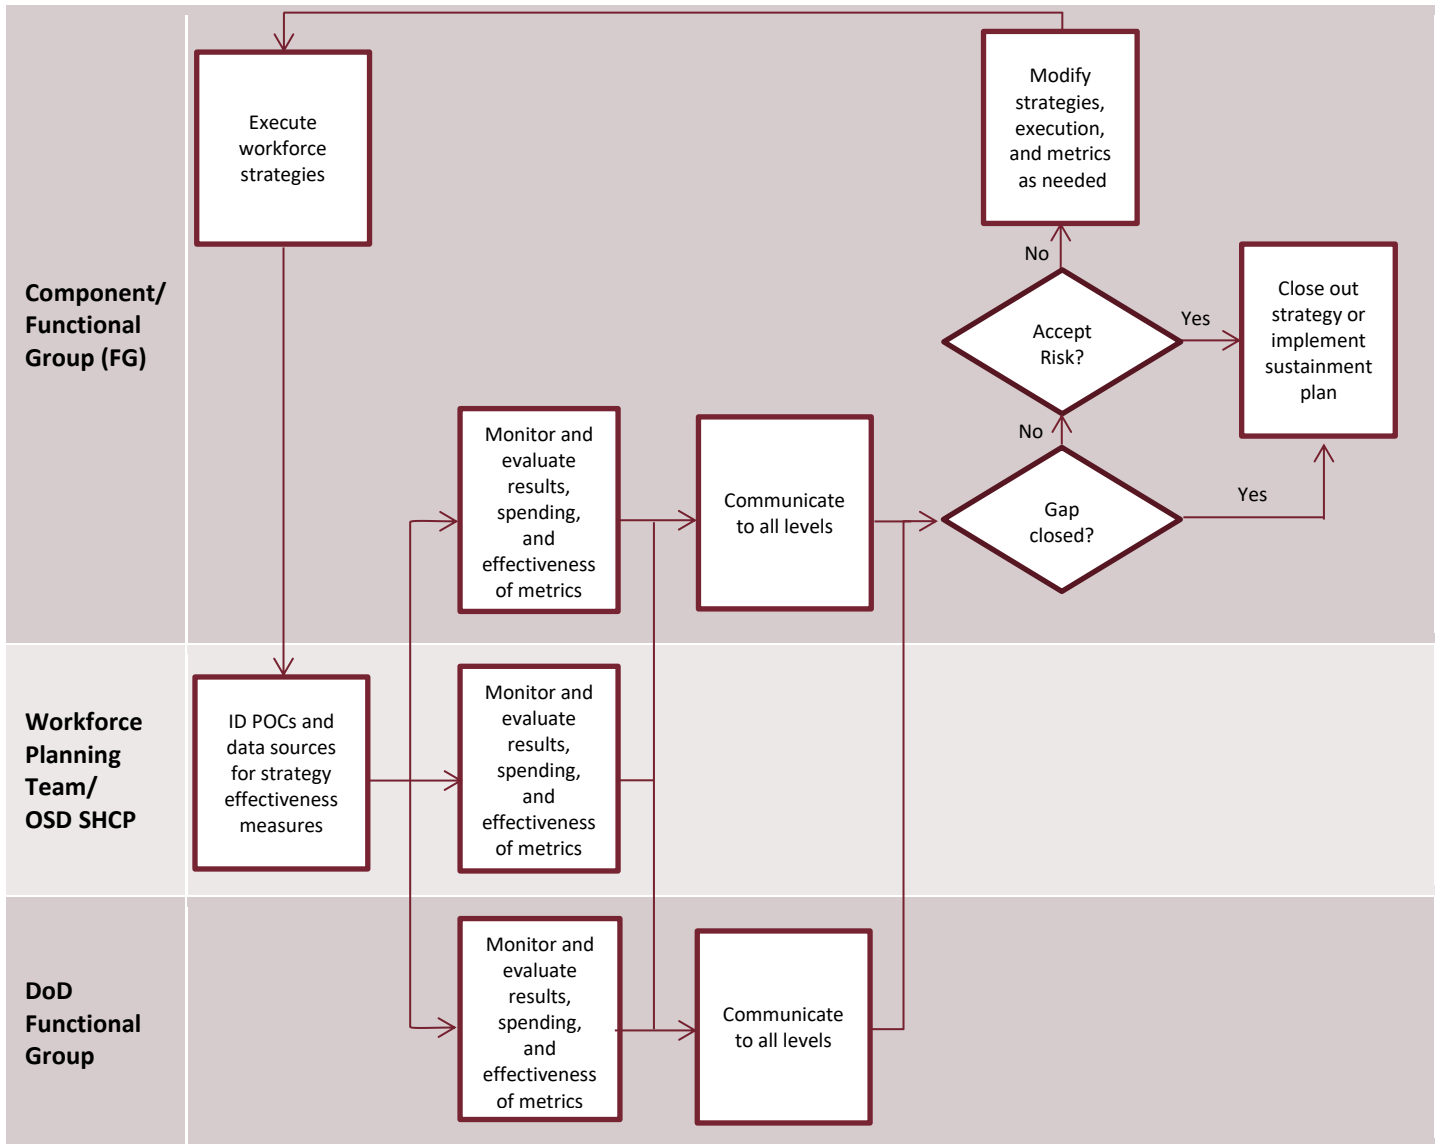 Component/
Functional
Group (FG)
Execute
workforce
strategies
Modify
strategies,
execution,
and metrics
as needed
No
Accept
Risk?
Yes
Close out
strategy or
implement
sustainment
plan
Monitor and
evaluate
results,
spending,
and
effectiveness
of metrics
Communicate
to all levels
No
Gap
closed?
Yes
Workforce
Planning
Team/
OSD SHCP
ID POCs and
data sources
for strategy
effectiveness
measures
Monitor and
evaluate
results,
spending,
and
effectiveness
of metrics
DoD
Functional
Group
Monitor and
evaluate
results,
spending,
and
effectiveness
of metrics
Communicate
to all levels